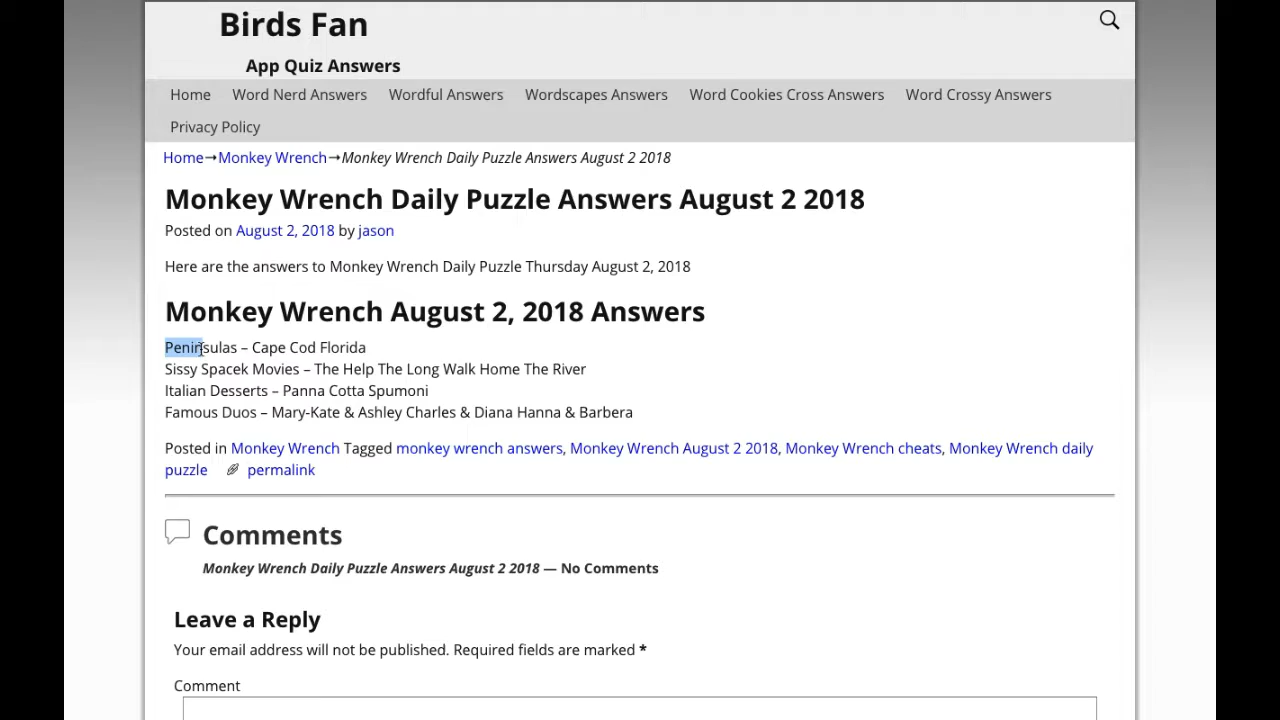 Birds Fan
App Quiz Answers
Home Word Nerd Answers Wordful Answers Wordscapes Answers Word Cookies Cross Answers Word Crossy Answers
Privacy Policy
Home→Monkey Wrench→Monkey Wrench Daily Puzzle Answers August 2 2018
Monkey Wrench Daily Puzzle Answers August 2 2018
Posted on August 2, 2018 by jason
Here are the answers to Monkey Wrench Daily Puzzle Thursday August 2, 2018
Monkey Wrench August 2, 2018 Answers
Peninsulas – Cape Cod Florida
Sissy Spacek Movies – The Help The Long Walk Home The River
Italian Desserts – Panna Cotta Spumoni
Famous Duos – Mary-Kate & Ashley Charles & Diana Hanna & Barbera
Posted in Monkey Wrench Tagged monkey wrench answers, Monkey Wrench August 2 2018, Monkey Wrench cheats, Monkey Wrench daily
puzzle permalink
Comments
Monkey Wrench Daily Puzzle Answers August 2 2018 — No Comments
Leave a Reply
Your email address will not be published. Required fields are marked *
Comment